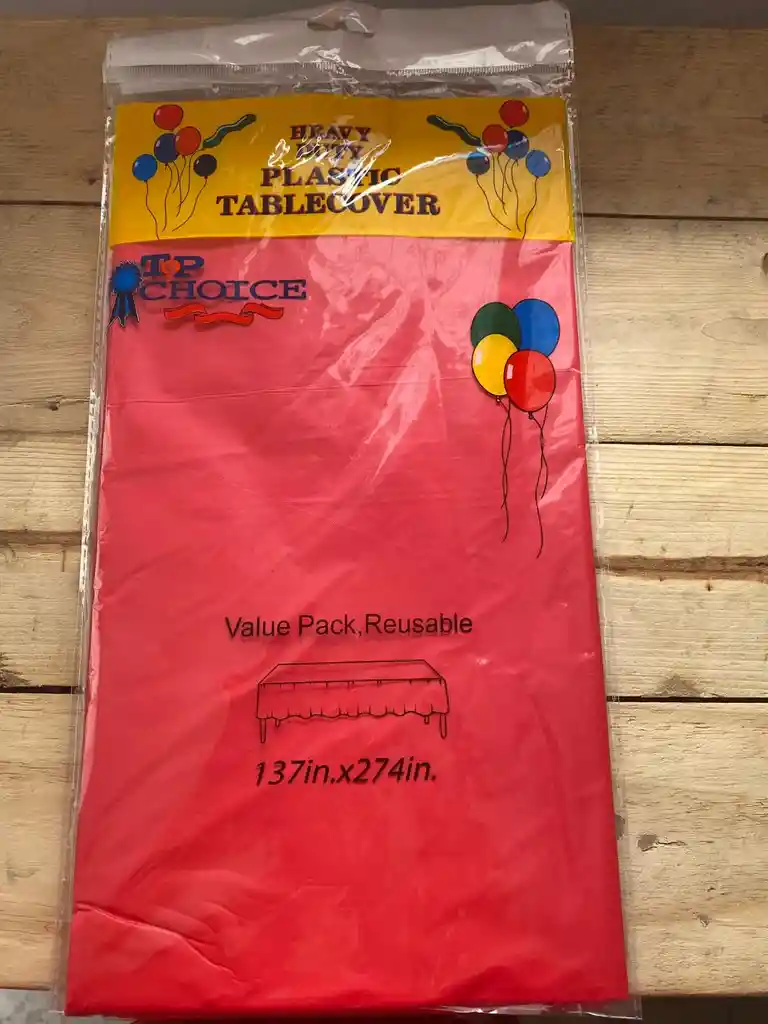 HEAVY
DUTY
PLASTIC
TABLECOVER
TOP
CHOICE
Value Pack,Reusable
137in.x274in.